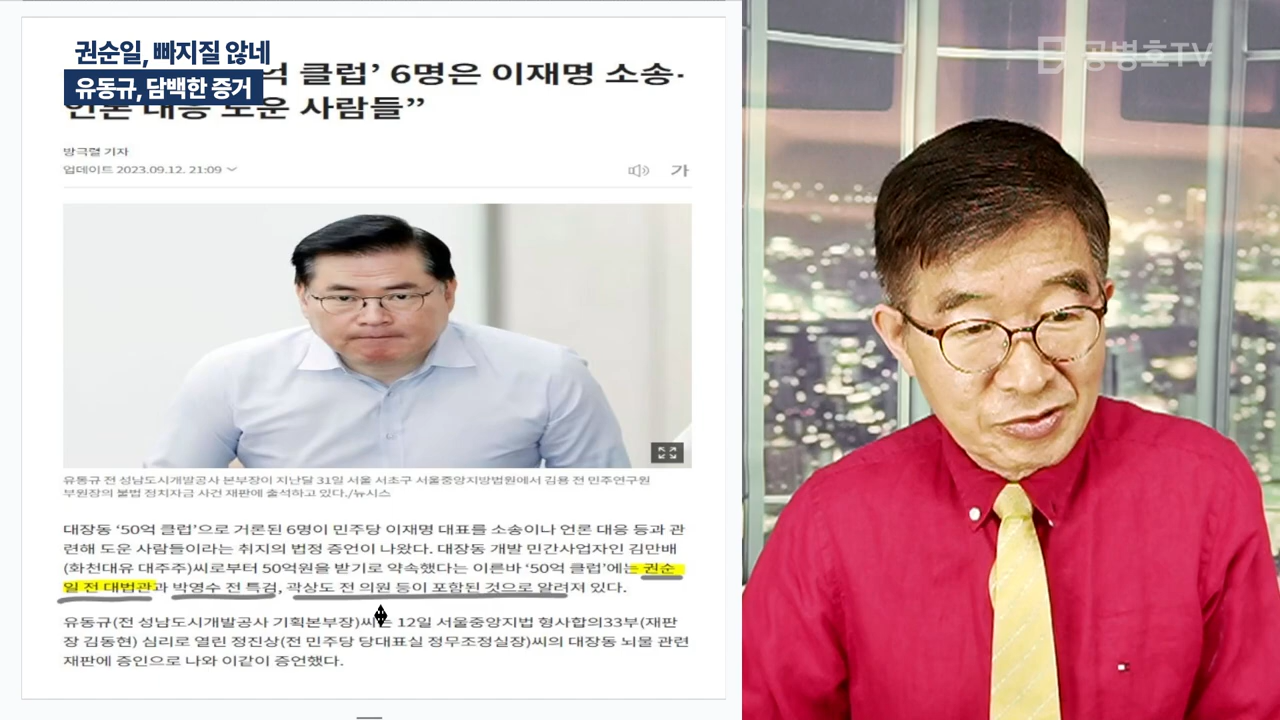 권순일, 빠지질 않네
유동규, 담백한 증거
억 클럽’ 6명은 이재명 소송·
언론 대응 도운 사람들”
방극렬 기자
업데이트 2023.09.12. 21:09
가
유동규 전 성남도시개발공사 본부장이 지난달 31일 서울 서초구 서울중앙지방법원에서 김용 전 민주연구원
부원장의 불법 정치자금 사건 재판에 출석하고 있다./뉴시스
대장동 ‘50억 클럽’으로 거론된 6명이 민주당 이재명 대표를 소송이나 언론 대응 등과 관
련해 도운 사람들이라는 취지의 법정 증언이 나왔다. 대장동 개발 민간사업자인 김만배
(화천대유 대주주)씨로부터 50억원을 받기로 약속했다는 이른바 ‘50억 클럽’에는 권순
일 전 대법관과 박영수 전 특검, 곽상도 전 의원 등이 포함된 것으로 알려져 있다.
유동규(전 성남도시개발공사 기획본부장)씨는 12일 서울중앙지법 형사합의33부(재판
장 김동현) 심리로 열린 정진상(전 민주당 당대표실 정무조정실장)씨의 대장동 뇌물 관련
재판에 증인으로 나와 이같이 증언했다.
공병호TV